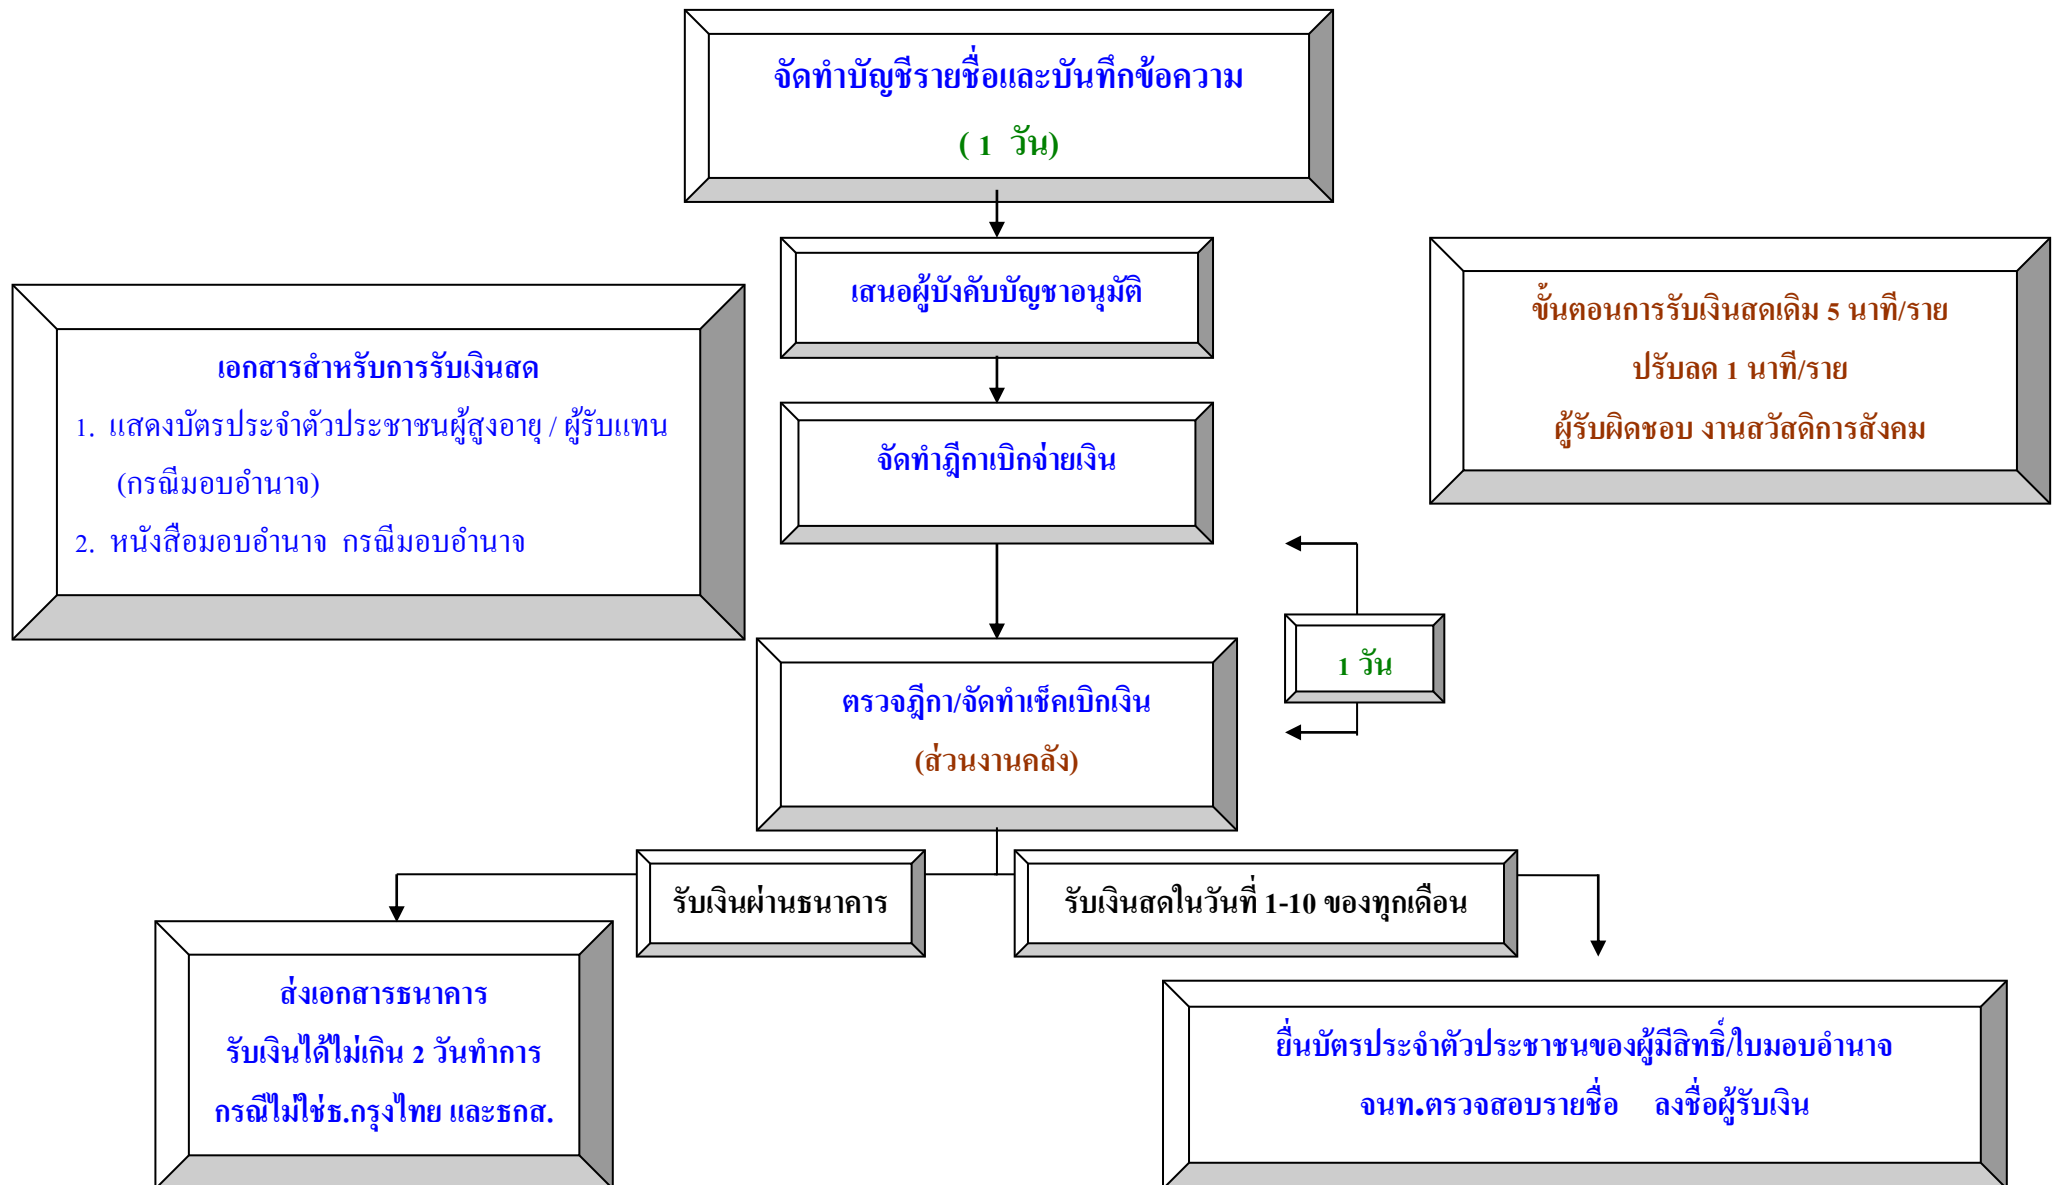 จัดทำบัญชีรายชื่อและบันทึกข้อความ
( 1 วัน)
เสนอผู้บังคับบัญชาอนุมัติ
ขั้นตอนการรับเงินสดเดิม 5 นาที/ราย
ปรับลด 1 นาที/ราย
ผู้รับผิดชอบ งานสวัสดิการสังคม
เอกสารสำหรับการรับเงินสด
1. แสดงบัตรประจำตัวประชาชนผู้สูงอายุ / ผู้รับแทน
(กรณีมอบอำนาจ)
2. หนังสือมอบอำนาจ กรณีมอบอำนาจ
จัดทำฎีกาเบิกจ่ายเงิน
1 วัน
ตรวจฎีกา/จัดทำเช็คเบิกเงิน
(ส่วนงานคลัง)
รับเงินผ่านธนาคาร
รับเงินสดในวันที่ 1-10 ของทุกเดือน
ส่งเอกสารธนาคาร
รับเงินได้ไม่เกิน 2 วันทำการ
กรณีไม่ใช่ธ.กรุงไทย และธกส.
ยื่นบัตรประจำตัวประชาชนของผู้มีสิทธิ์/ใบมอบอำนาจ
จนท.ตรวจสอบรายชื่อ ลงชื่อผู้รับเงิน